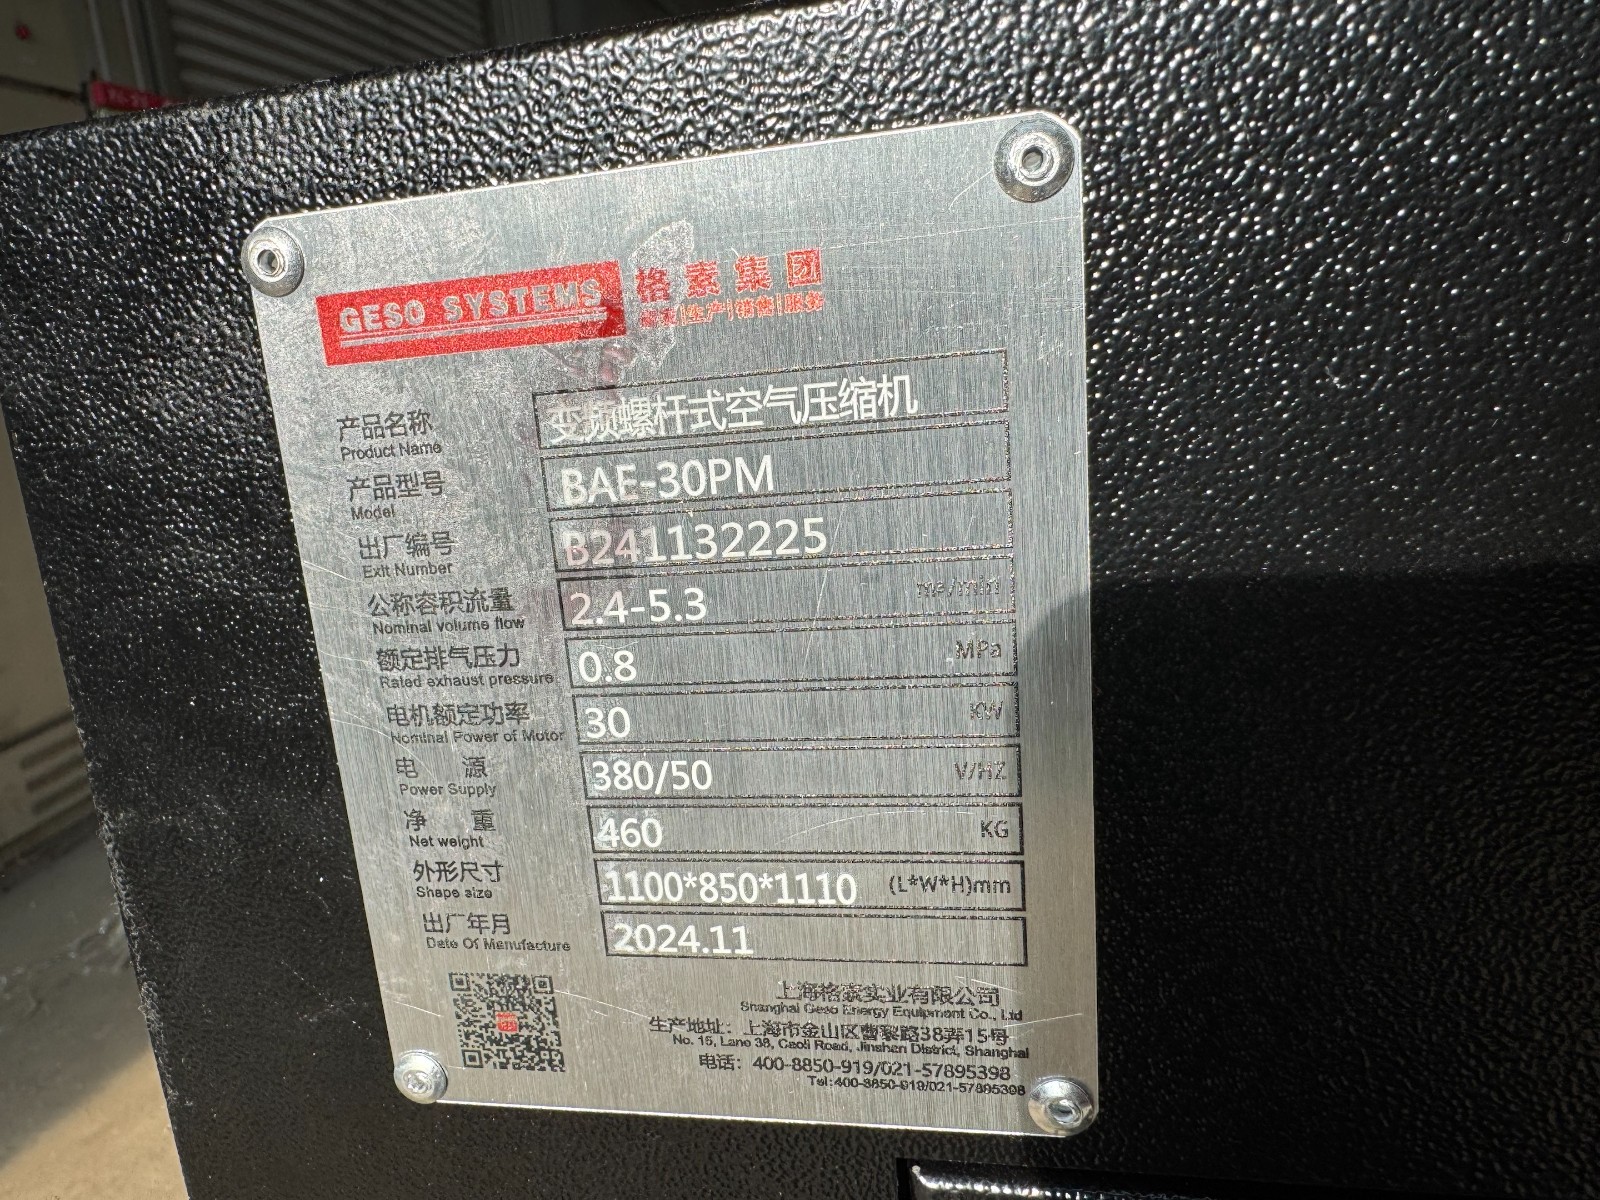 GESO SYSTEMS 格素集团
生产|销售|服务
产品名称 变频螺杆式空气压缩机
Product Name
产品型号 BAE-30PM
Model
出厂编号 B241132225
Exit Number
公称容积流量 2.4-5.3 m³/min
Nominal volume flow
额定排气压力 0.8 MPa
Rated exhaust pressure
电机额定功率 30 KW
Nominal Power of Motor
电 源 380/50 V/HZ
Power Supply
净 重 460 KG
Net weight
外形尺寸 1100*850*1110 (L*W*H)mm
Shape size
出厂年月 2024.11
Date Of Manufacture
上海格素实业有限公司
Shanghai Geso Energy Equipment Co., Ltd
生产地址：上海市金山区曹黎路38弄15号
No. 15, Lane 38, Caoli Road, Jinshan District, Shanghai
电话：400-8850-919/021-57895398
Tel:400-8850-919/021-57895398